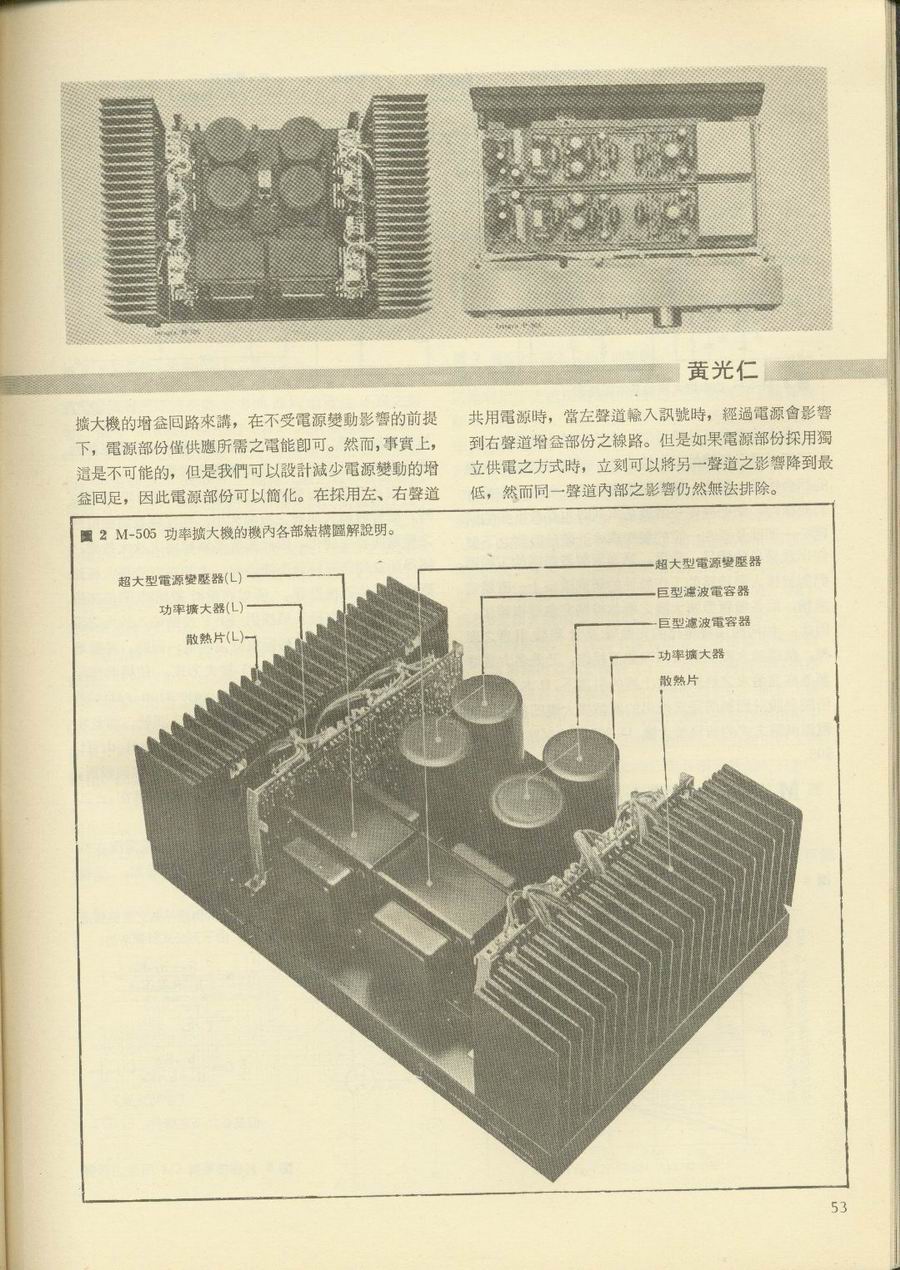 Integra P-505
黃光仁
擴大機的增益回路來講，在不受電源變動影響的前提
下，電源部份僅供應所需之電能卽可。然而，事實上，
這是不可能的，但是我們可以設計減少電源變動的增
益回足，因此電源部份可以簡化。在採用左、右聲道
共用電源時，當左聲道輸入訊號時，經過電源會影響
到右聲道增益部份之線路。但是如果電源部份採用獨
立供電之方式時，立刻可以將另一聲道之影響降到最
低，然而同一聲道內部之影響仍然無法排除。
圖 2 M-505 功率擴大機的機內各部結構圖解說明。
超大型電源變壓器(L)
功率擴大器(L)
散熱片(L)
超大型電源變壓器
巨型濾波電容器
巨型濾波電容器
功率擴大器
散熱片
53